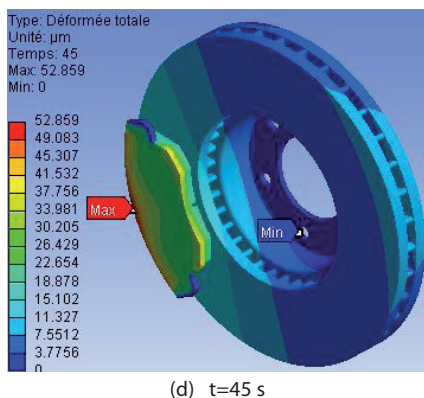 Type: Déformée totale
Unité: µm
Temps: 45
Max: 52.859
Min: 0
52.859
49.083
45.307
41.532
37.756
33.981
30.205
26.429
22.654
18.878
15.102
11.327
7.5512
3.7756
0
Max
Min
(d) t=45 s